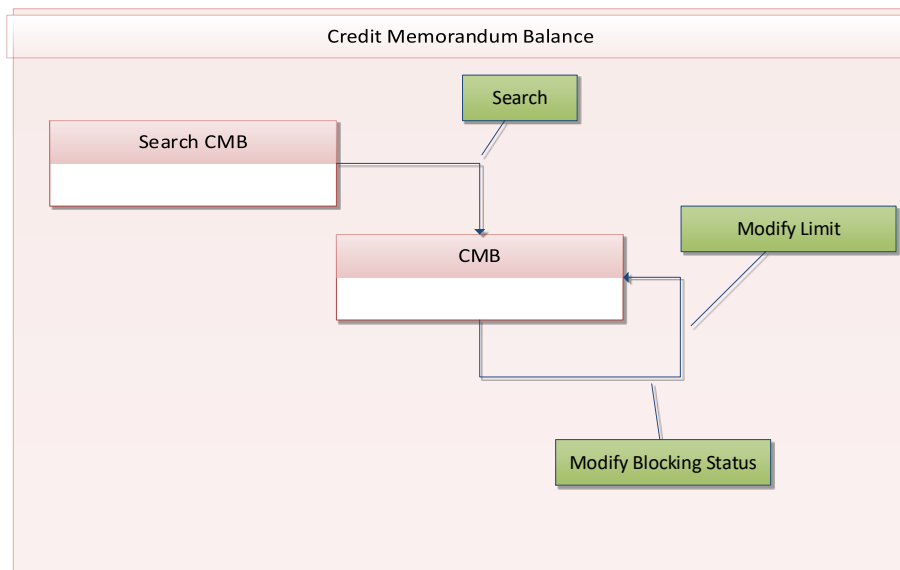 Credit Memorandum Balance
Search
Search CMB
Modify Limit
CMB
Modify Blocking Status